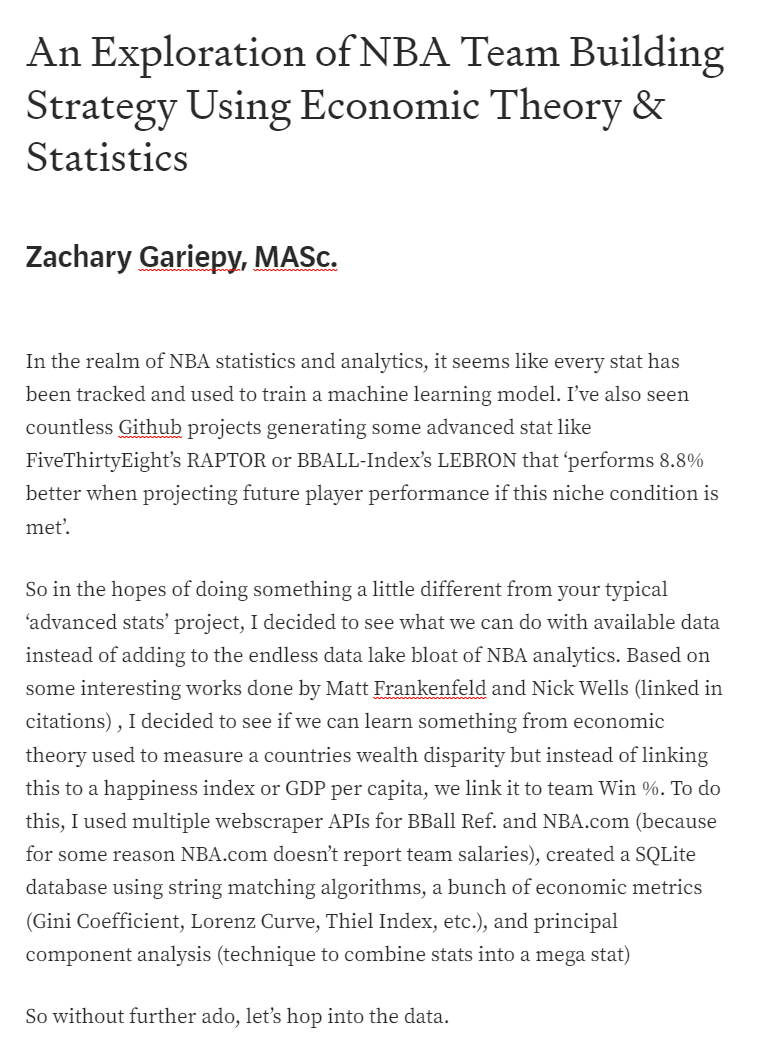 An Exploration of NBA Team Building
Strategy Using Economic Theory &
Statistics
Zachary Gariepy, MASc.
In the realm of NBA statistics and analytics, it seems like every stat has
been tracked and used to train a machine learning model. I’ve also seen
countless Github projects generating some advanced stat like
FiveThirtyEight’s RAPTOR or BBALL-Index’s LEBRON that ‘performs 8.8%
better when projecting future player performance if this niche condition is
met’.
So in the hopes of doing something a little different from your typical
‘advanced stats’ project, I decided to see what we can do with available data
instead of adding to the endless data lake bloat of NBA analytics. Based on
some interesting works done by Matt Frankenfeld and Nick Wells (linked in
citations) , I decided to see if we can learn something from economic
theory used to measure a countries wealth disparity but instead of linking
this to a happiness index or GDP per capita, we link it to team Win %. To do
this, I used multiple webscraper APIs for BBall Ref. and NBA.com (because
for some reason NBA.com doesn’t report team salaries), created a SQLite
database using string matching algorithms, a bunch of economic metrics
(Gini Coefficient, Lorenz Curve, Thiel Index, etc.), and principal
component analysis (technique to combine stats into a mega stat)
So without further ado, let’s hop into the data.